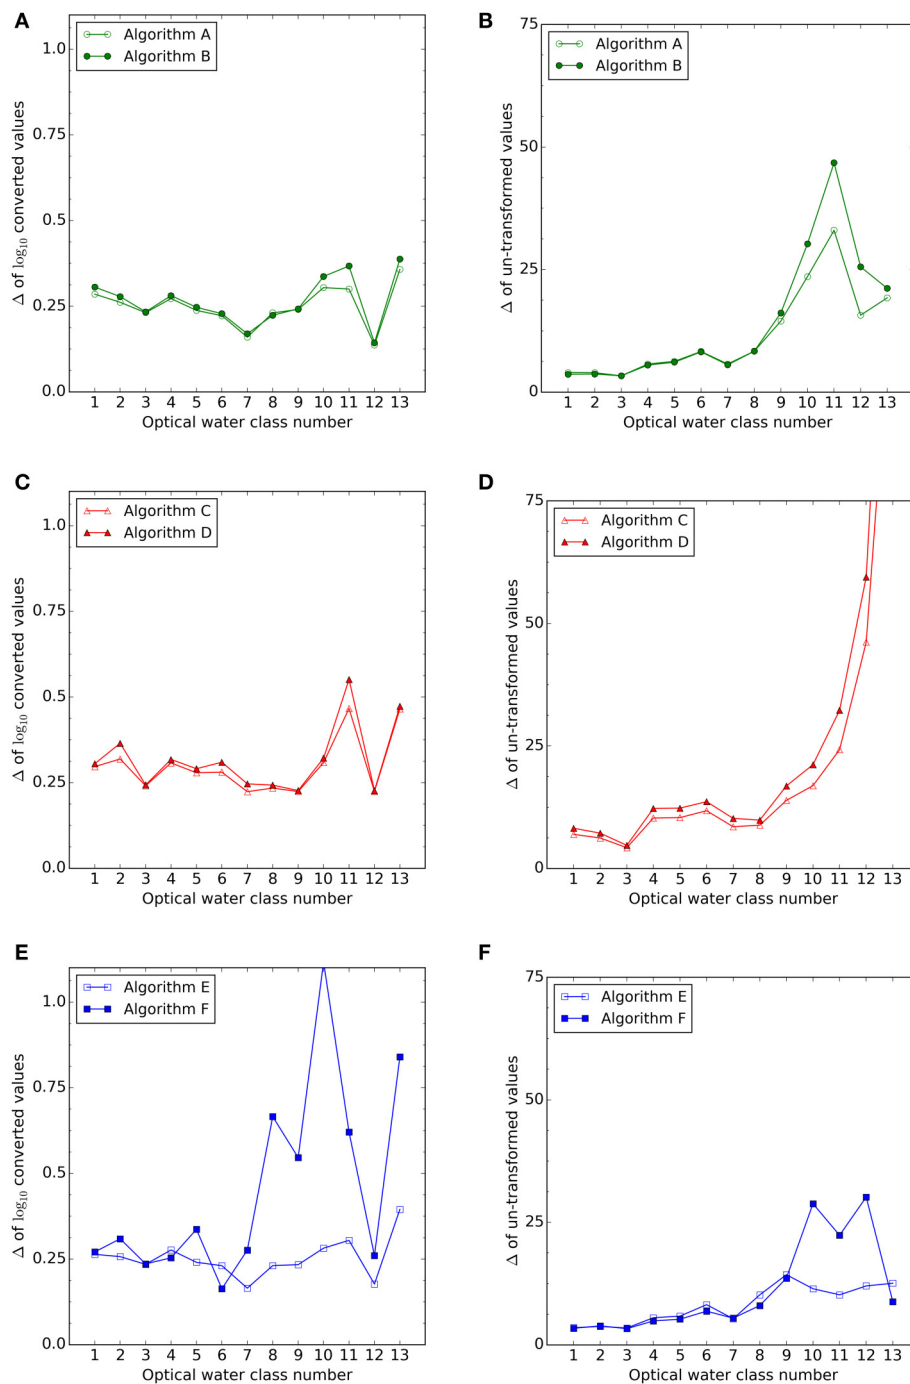 A
Algorithm A
Algorithm B
1.0
0.75
0.5
0.25
0.0
Δ of log10 converted values
1 2 3 4 5 6 7 8 9 10 11 12 13
Optical water class number
B
Algorithm A
Algorithm B
75
50
25
0
Δ of un-transformed values
1 2 3 4 5 6 7 8 9 10 11 12 13
Optical water class number
C
Algorithm C
Algorithm D
1.0
0.75
0.5
0.25
0.0
Δ of log10 converted values
1 2 3 4 5 6 7 8 9 10 11 12 13
Optical water class number
D
Algorithm C
Algorithm D
75
50
25
0
Δ of un-transformed values
1 2 3 4 5 6 7 8 9 10 11 12 13
Optical water class number
E
Algorithm E
Algorithm F
1.0
0.75
0.5
0.25
0.0
Δ of log10 converted values
1 2 3 4 5 6 7 8 9 10 11 12 13
Optical water class number
F
Algorithm E
Algorithm F
75
50
25
0
Δ of un-transformed values
1 2 3 4 5 6 7 8 9 10 11 12 13
Optical water class number